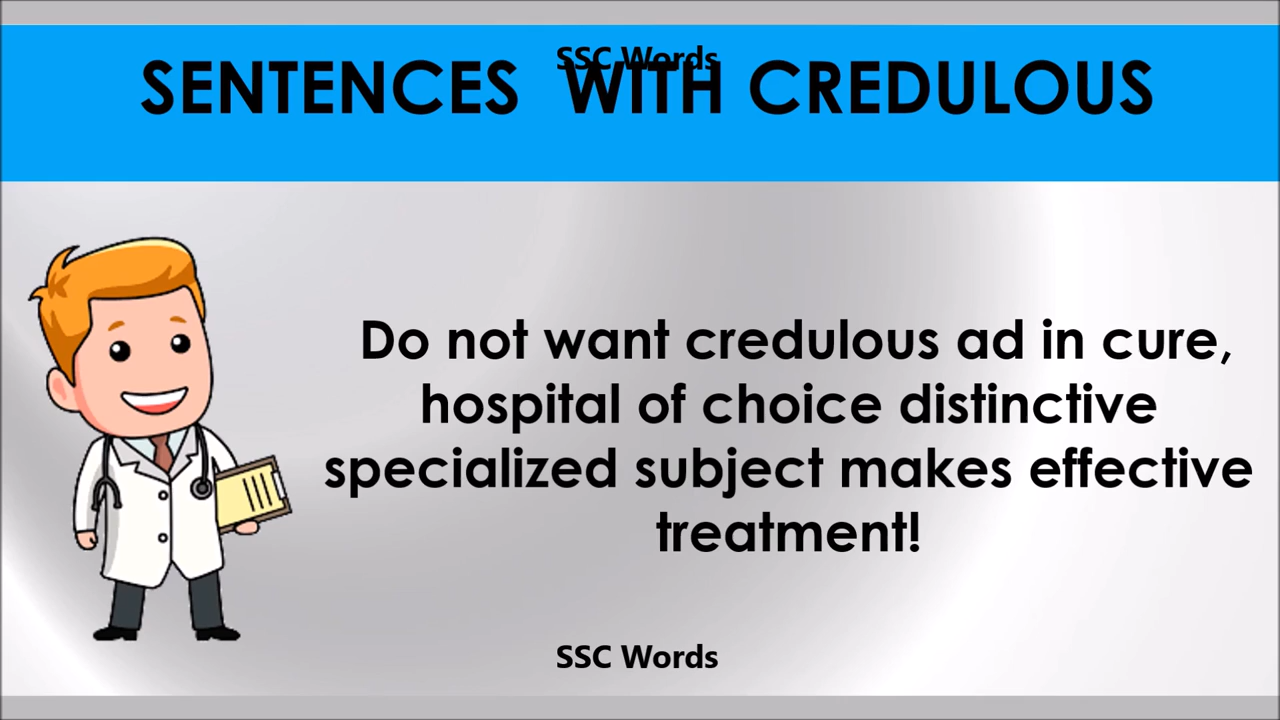 SSC Words
SENTENCES WITH CREDULOUS
Do not want credulous ad in cure,
hospital of choice distinctive
specialized subject makes effective
treatment!
SSC Words